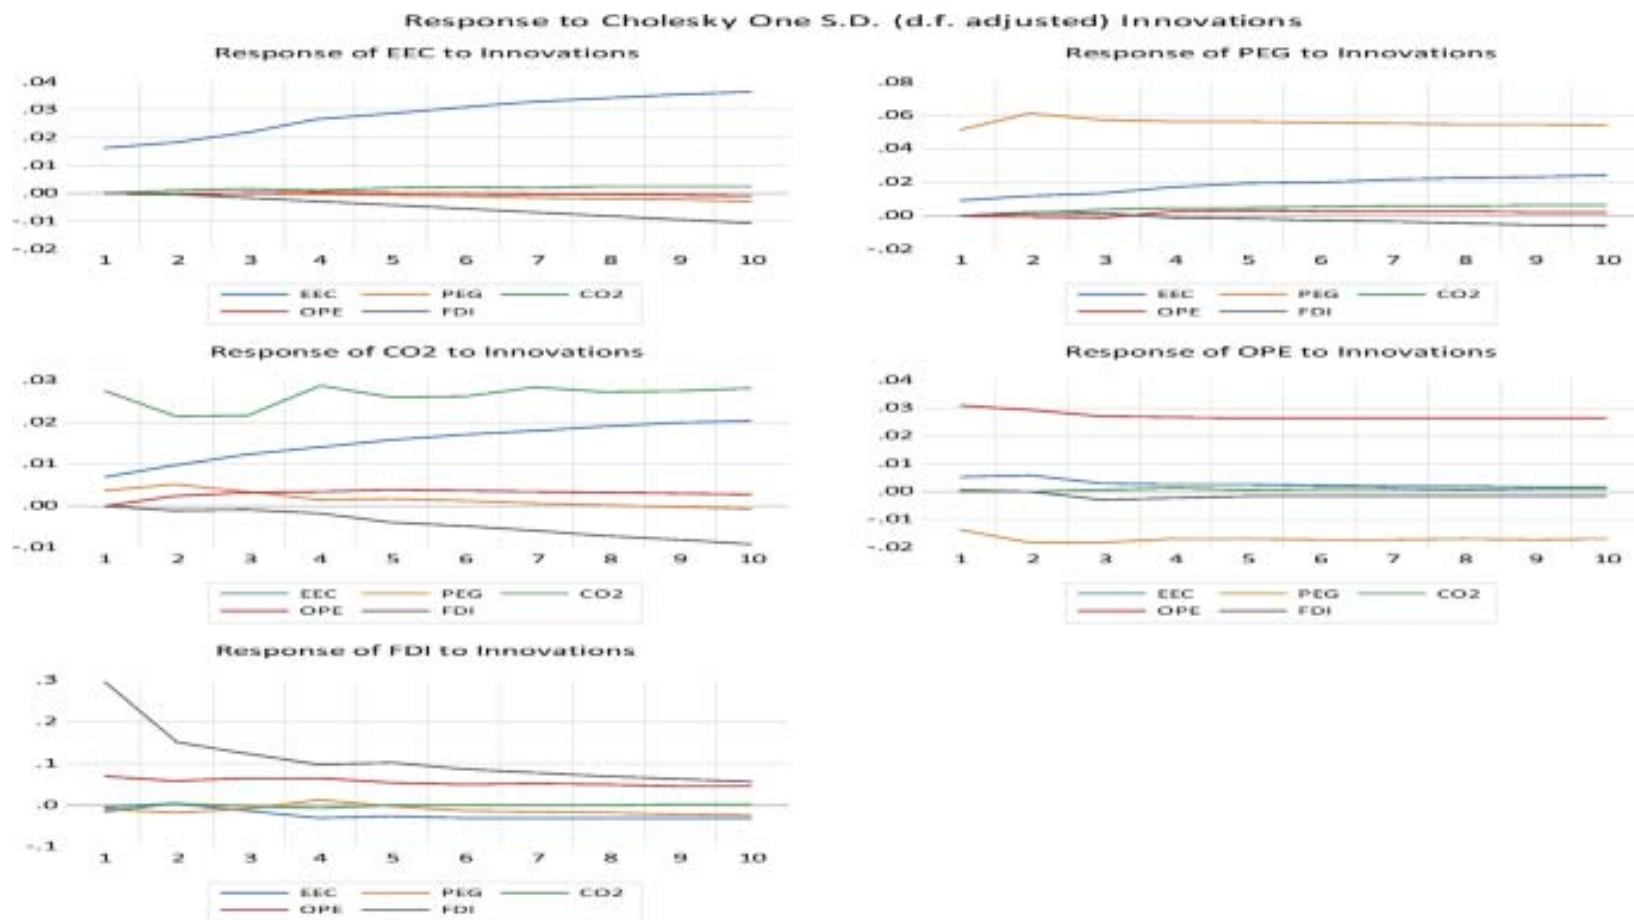 Response to Cholesky One S.D. (d.f. adjusted) Innovations
Response of EEC to Innovations
.04
.03
.02
.01
.00
-.01
-.02
1 2 3 4 5 6 7 8 9 10
EEC PEG CO2
OPE FDI
Response of PEG to Innovations
.08
.06
.04
.02
.00
-.02
1 2 3 4 5 6 7 8 9 10
EEC PEG CO2
OPE FDI
Response of CO2 to Innovations
.03
.02
.01
.00
-.01
1 2 3 4 5 6 7 8 9 10
EEC PEG CO2
OPE FDI
Response of OPE to Innovations
.04
.03
.02
.01
.00
-.01
-.02
1 2 3 4 5 6 7 8 9 10
EEC PEG CO2
OPE FDI
Response of FDI to Innovations
.3
.2
.1
.0
-.1
1 2 3 4 5 6 7 8 9 10
EEC PEG CO2
OPE FDI